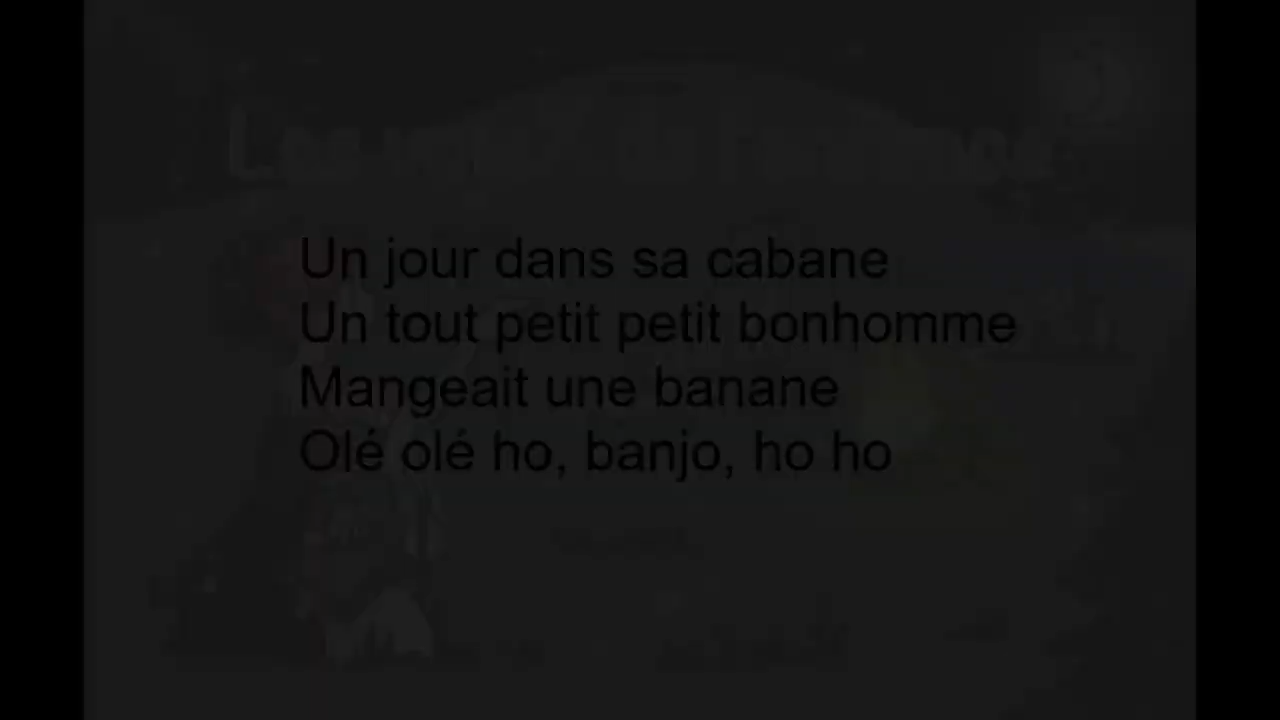 Un jour dans sa cabane
Un tout petit petit bonhomme
Mangeait une banane
Olé olé ho, banjo, ho ho